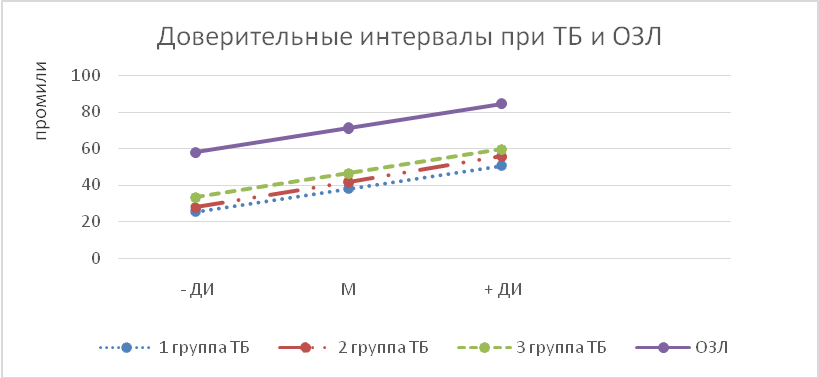 Доверительные интервалы при ТБ и ОЗЛ
промили
100
80
60
40
20
0
- ДИ М + ДИ
1 группа ТБ 2 группа ТБ 3 группа ТБ ОЗЛ